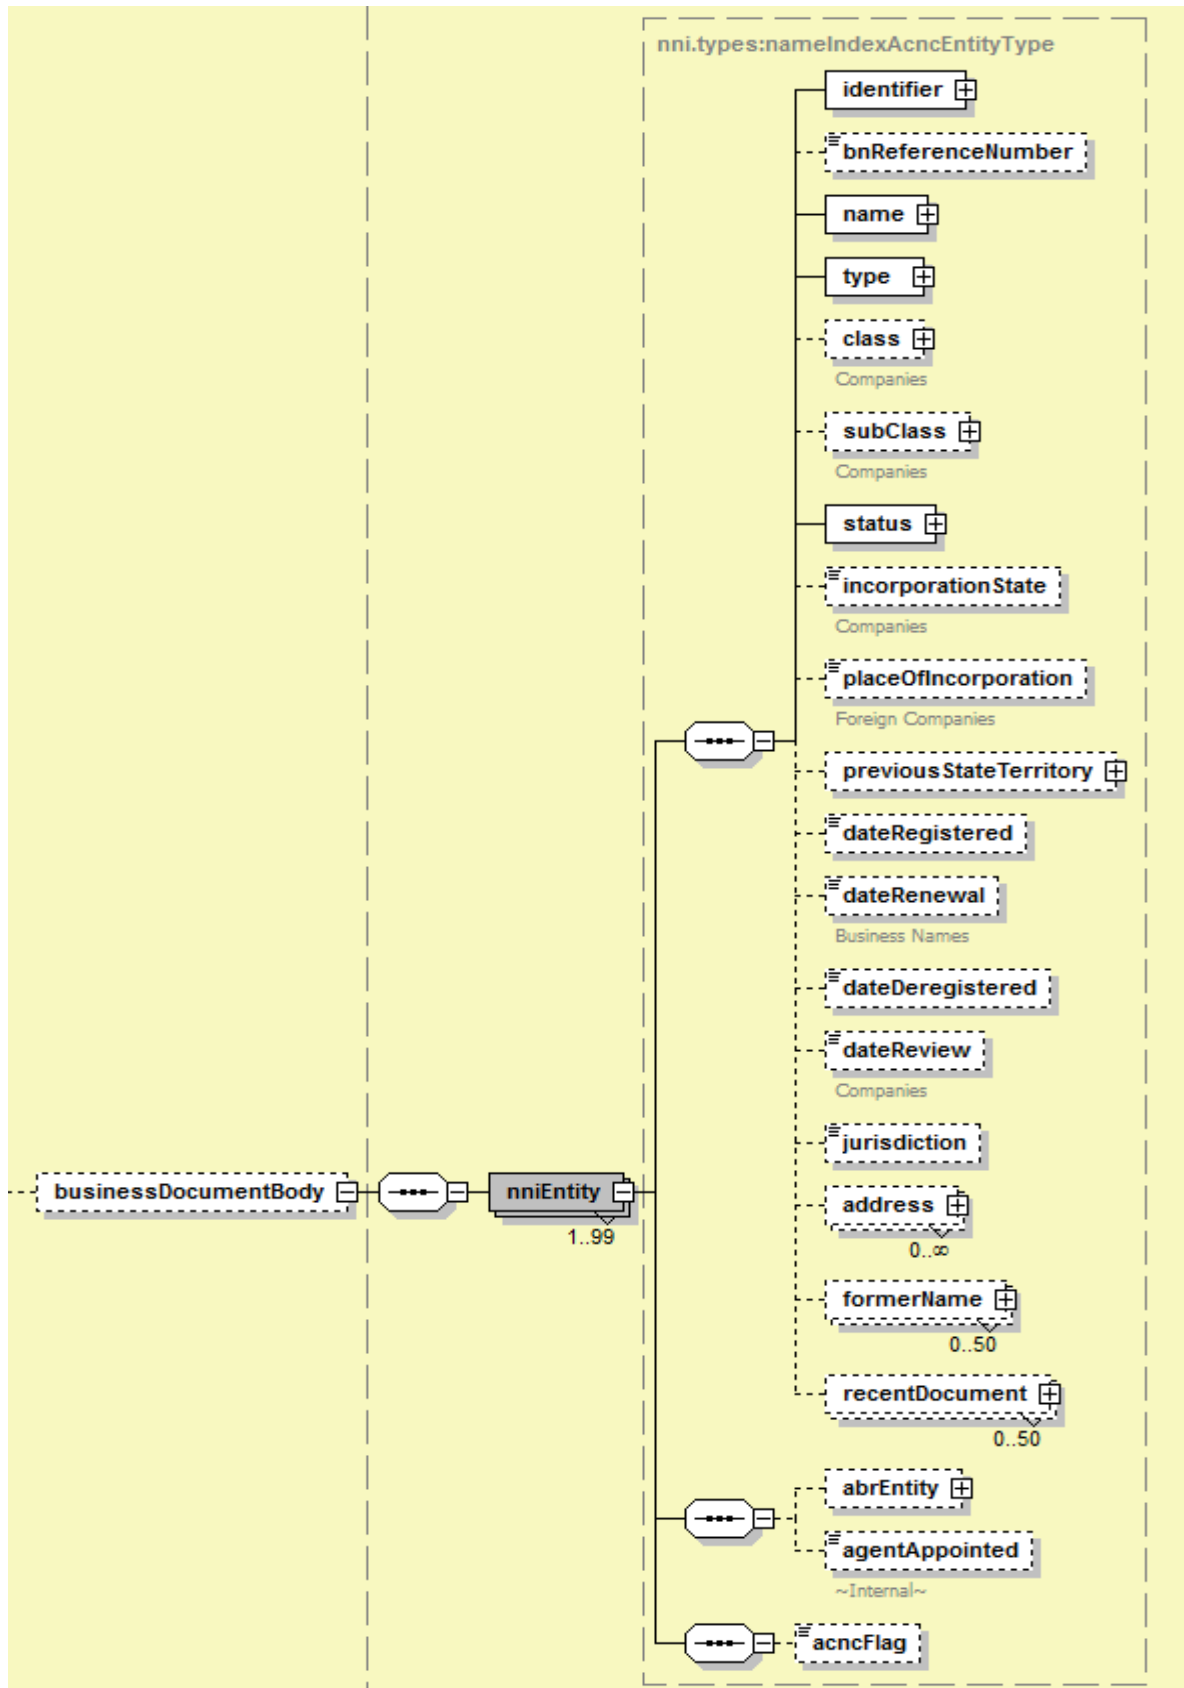 nni.types:nameIndexAcncEntityType
identifier
bnReferenceNumber
name
type
class
Companies
subClass
Companies
status
incorporationState
Companies
placeOfIncorporation
Foreign Companies
previousStateTerritory
dateRegistered
dateRenewal
Business Names
dateDeregistered
dateReview
Companies
jurisdiction
businessDocumentBody
nniEntity
1..99
address
0..∞
formerName
0..50
recentDocument
0..50
abrEntity
agentAppointed
~Internal~
acncFlag